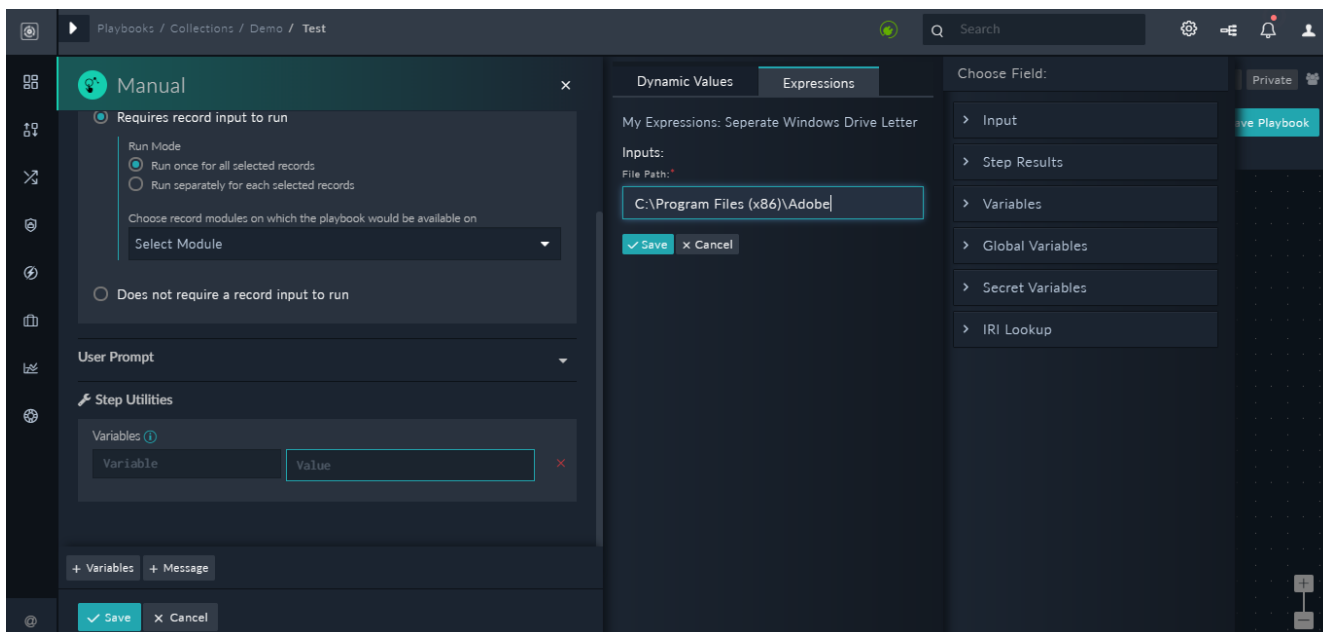 Playbooks / Collections / Demo / Test
Search
Manual
×
Requires record input to run
Run Mode
Run once for all selected records
Run separately for each selected records
Choose record modules on which the playbook would be available on
Select Module
Does not require a record input to run
User Prompt
Step Utilities
Variables
Variable
Value
×
+ Variables
+ Message
Save
× Cancel
@
Dynamic Values
Expressions
My Expressions: Seperate Windows Drive Letter
Inputs:
File Path:*
C:\Program Files (x86)\Adobe
Save
× Cancel
Choose Field:
> Input
> Step Results
> Variables
> Global Variables
> Secret Variables
> IRI Lookup
Private
ve Playbook